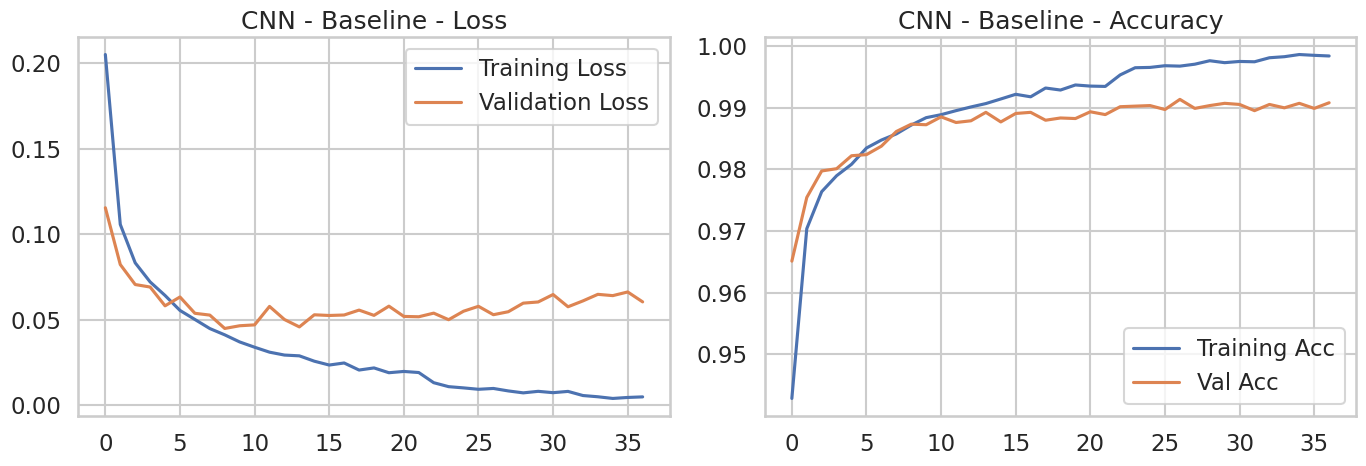 CNN - Baseline - Loss
0.20
0.15
0.10
0.05
0.00
Training Loss
Validation Loss
0 5 10 15 20 25 30 35
CNN - Baseline - Accuracy
1.00
0.99
0.98
0.97
0.96
0.95
Training Acc
Val Acc
0 5 10 15 20 25 30 35